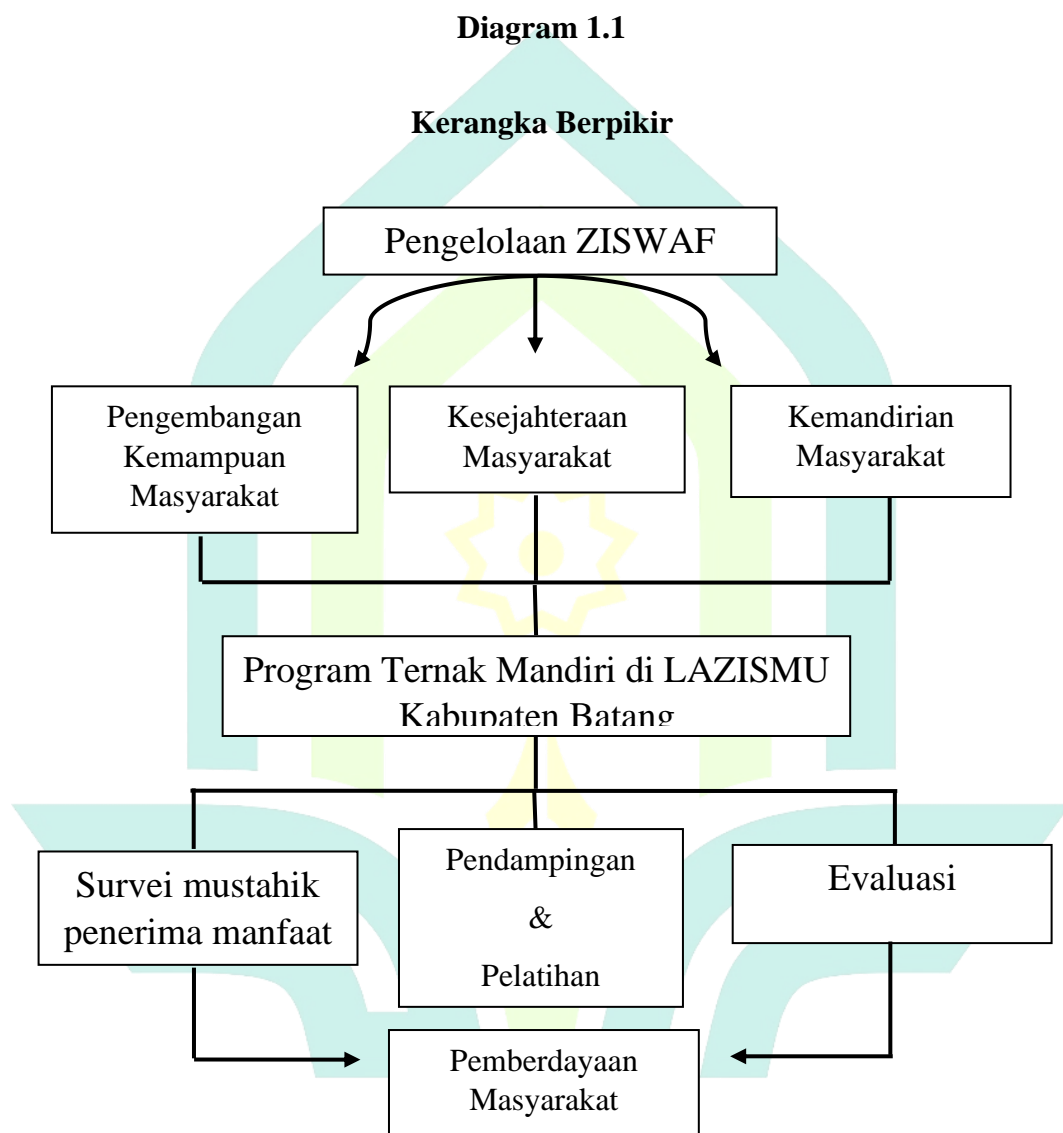 Diagram 1.1
Kerangka Berpikir
Pengelolaan ZISWAF
Pengembangan
Kemampuan
Masyarakat
Kesejahteraan
Masyarakat
Kemandirian
Masyarakat
Program Ternak Mandiri di LAZISMU
Kabupaten Batang
Survei mustahik
penerima manfaat
Pendampingan
&
Pelatihan
Evaluasi
Pemberdayaan
Masyarakat